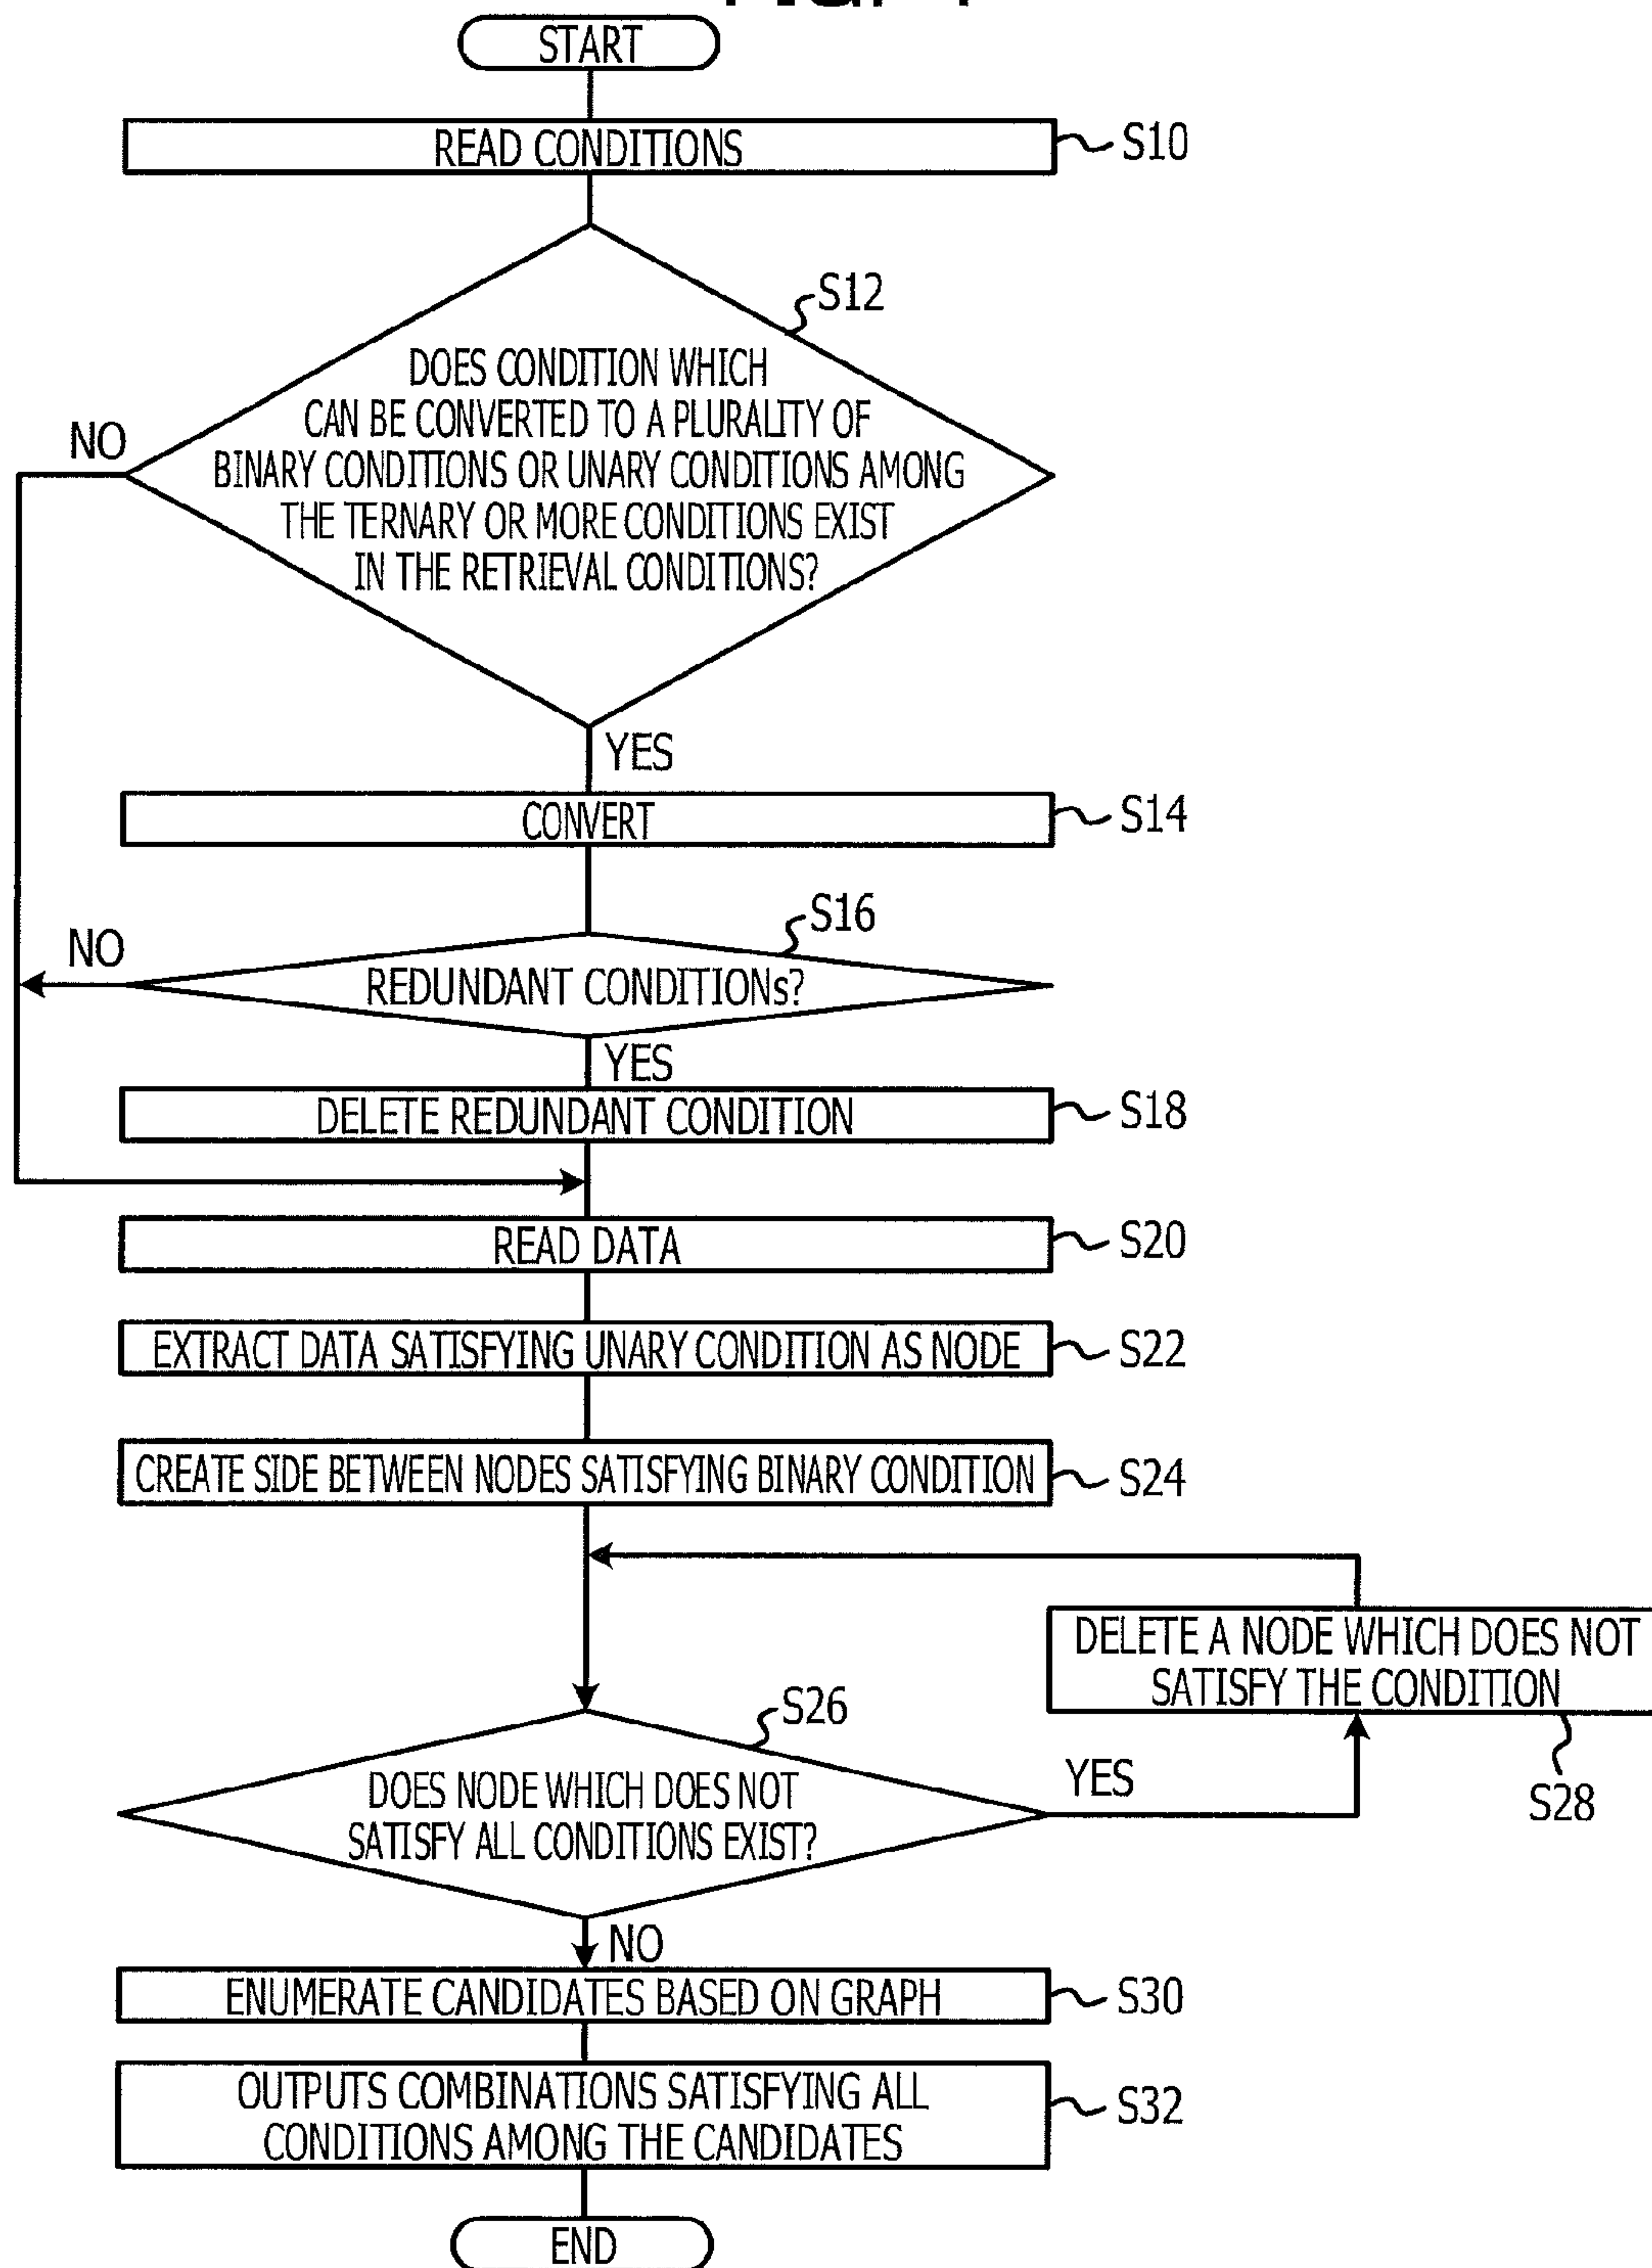 START
READ CONDITIONS
S10
S12
DOES CONDITION WHICH
CAN BE CONVERTED TO A PLURALITY OF
BINARY CONDITIONS OR UNARY CONDITIONS AMONG
THE TERNARY OR MORE CONDITIONS EXIST
IN THE RETRIEVAL CONDITIONS?
NO
YES
CONVERT
S14
S16
NO
REDUNDANT CONDITIONs?
YES
DELETE REDUNDANT CONDITION
S18
READ DATA
S20
EXTRACT DATA SATISFYING UNARY CONDITION AS NODE
S22
CREATE SIDE BETWEEN NODES SATISFYING BINARY CONDITION
S24
DELETE A NODE WHICH DOES NOT
SATISFY THE CONDITION
S28
S26
DOES NODE WHICH DOES NOT
SATISFY ALL CONDITIONS EXIST?
YES
NO
ENUMERATE CANDIDATES BASED ON GRAPH
S30
OUTPUTS COMBINATIONS SATISFYING ALL
CONDITIONS AMONG THE CANDIDATES
S32
END